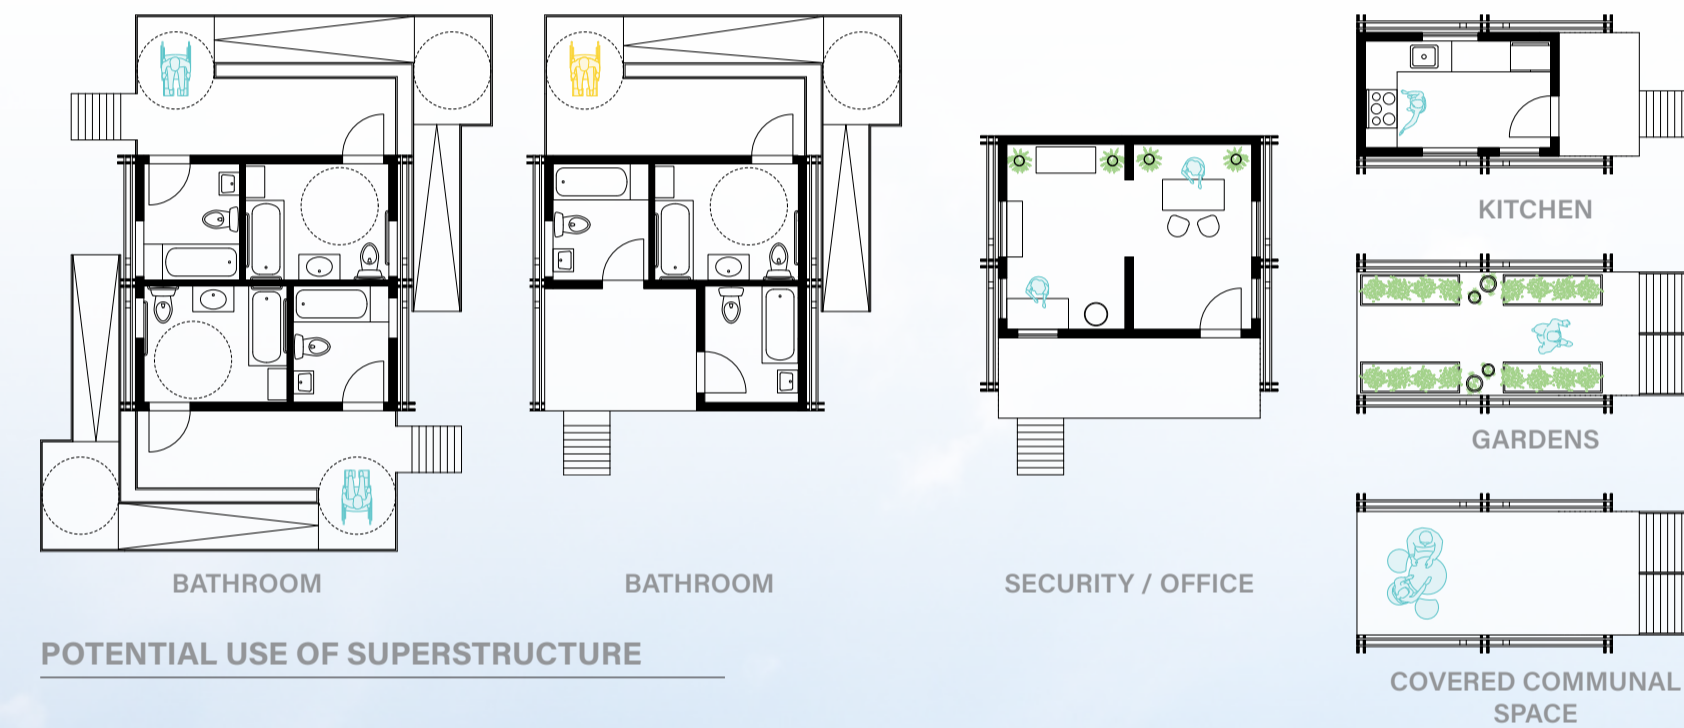 KITCHEN
GARDENS
BATHROOM
BATHROOM
SECURITY / OFFICE
COVERED COMMUNAL
SPACE
POTENTIAL USE OF SUPERSTRUCTURE